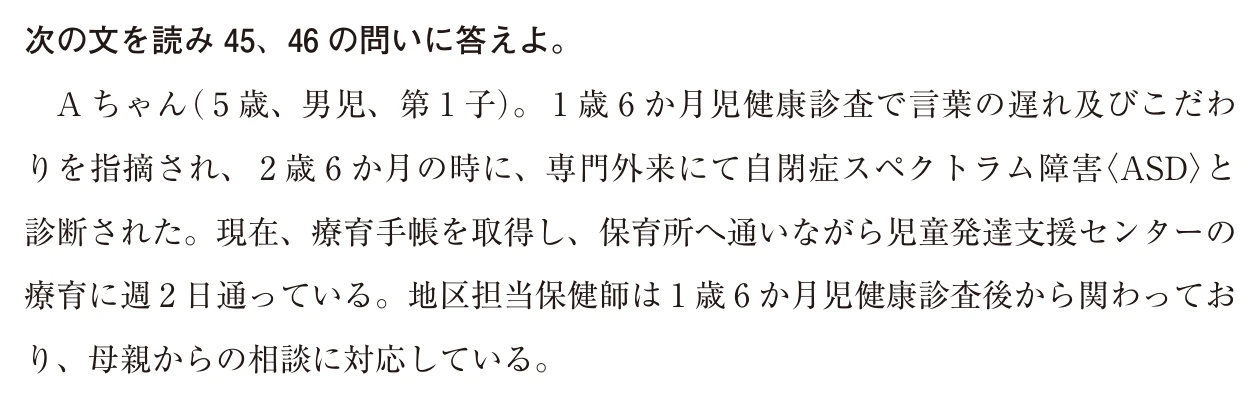 次の文を読み 45、46 の問いに答えよ。
A ちゃん(5 歳、男児、第 1 子)。1 歳 6 か月児健康診査で言葉の遅れ及びこだわ
りを指摘され、2 歳 6 か月の時に、専門外来にて自閉症スペクトラム障害〈ASD〉と
診断された。現在、療育手帳を取得し、保育所へ通いながら児童発達支援センターの
療育に週 2 日通っている。地区担当保健師は 1 歳 6 か月児健康診査後から関わってお
り、母親からの相談に対応している。